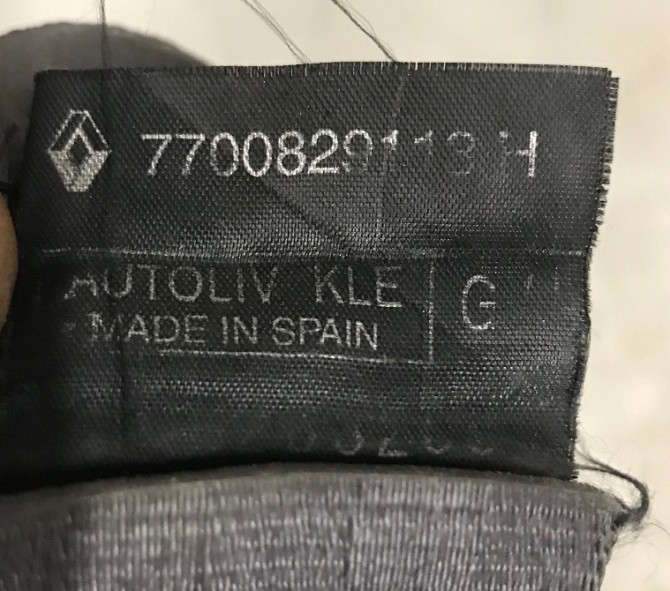 7700829113 H
AUTOLIV KLE
G
MADE IN SPAIN